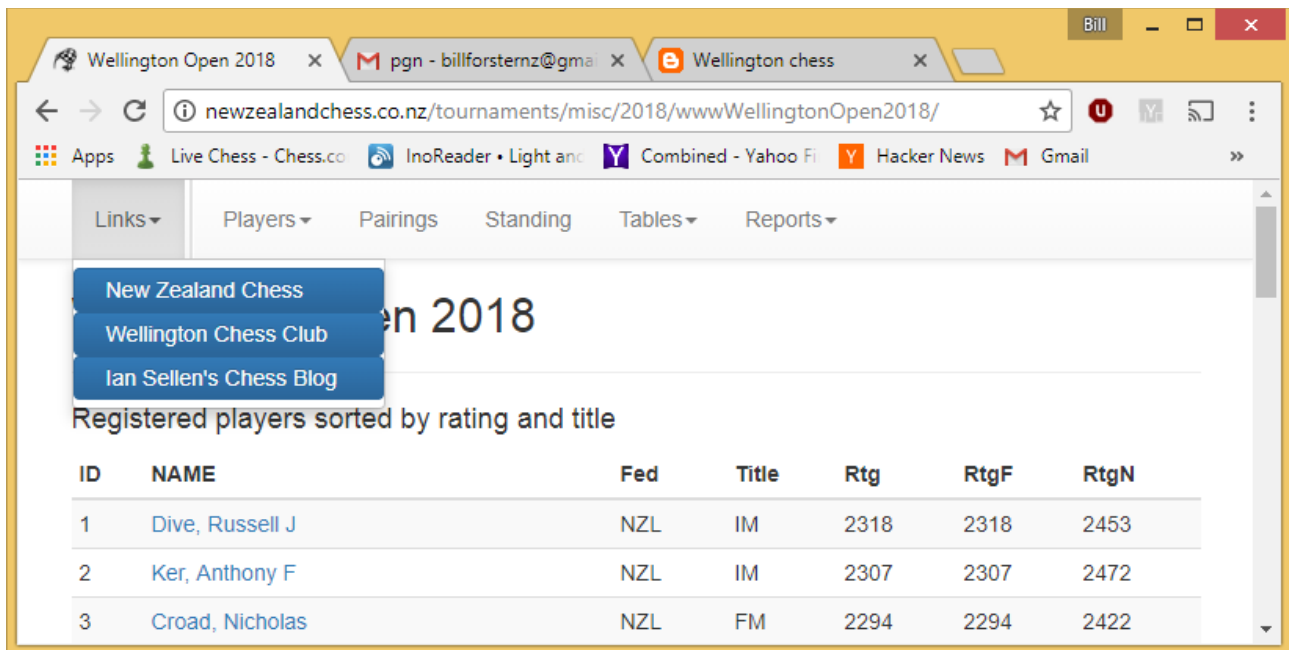 Bill
Wellington Open 2018
pgn - billforsternz@gmai
Wellington chess
newzealandchess.co.nz/tournaments/misc/2018/wwwWellingtonOpen2018/
Apps Live Chess - Chess.co InoReader • Light and Combined - Yahoo Fi Hacker News Gmail »
Links Players Pairings Standing Tables Reports
New Zealand Chess
Wellington Chess Club
Ian Sellen's Chess Blog
en 2018
Registered players sorted by rating and title
ID NAME Fed Title Rtg RtgF RtgN
1 Dive, Russell J NZL IM 2318 2318 2453
2 Ker, Anthony F NZL IM 2307 2307 2472
3 Croad, Nicholas NZL FM 2294 2294 2422